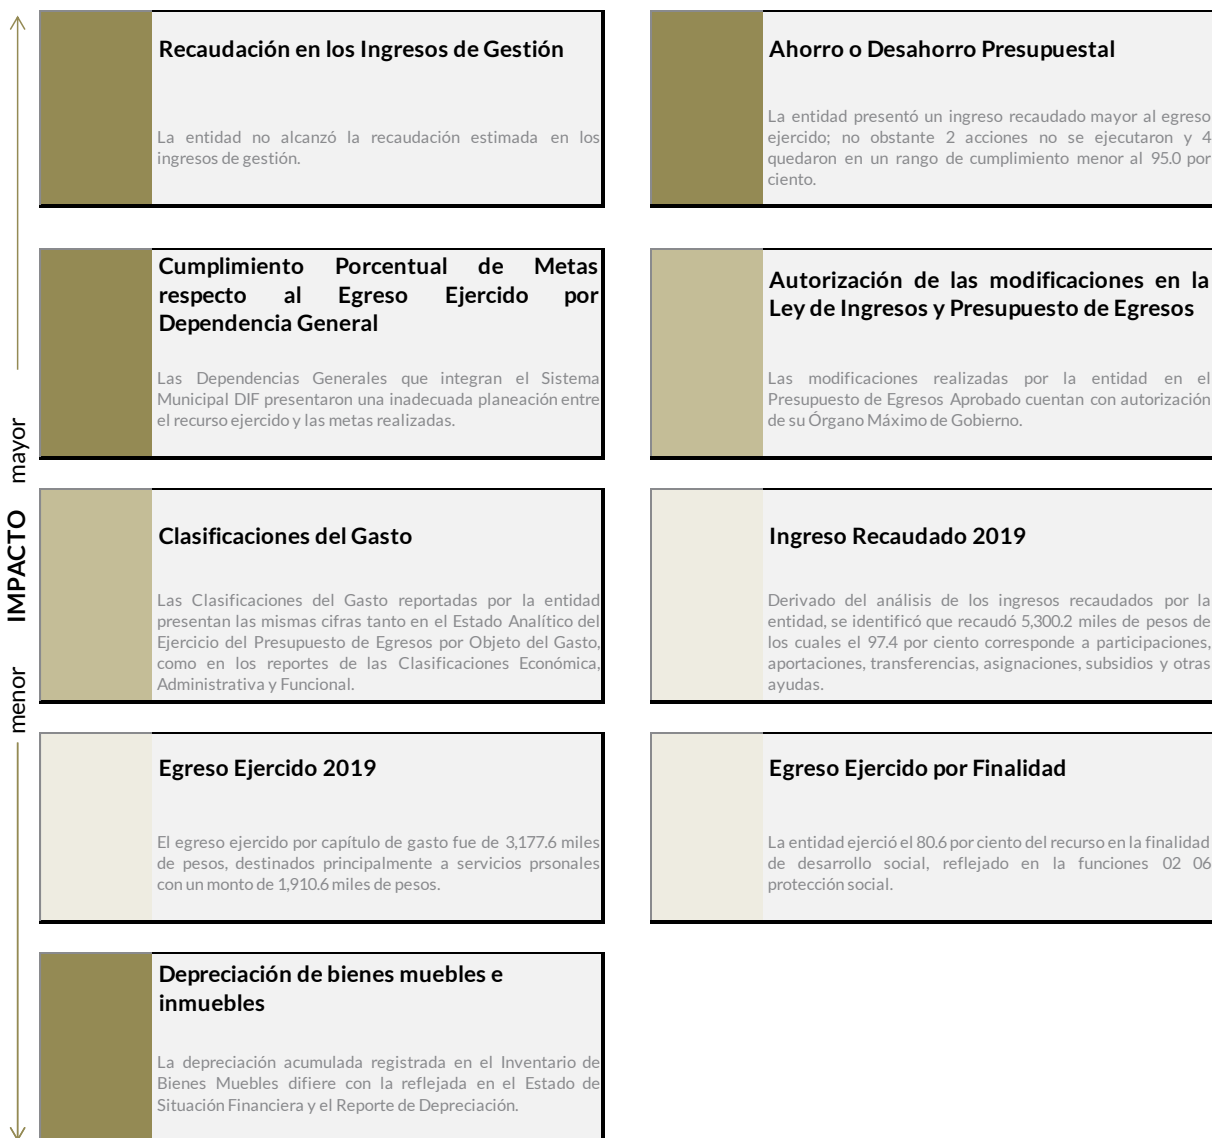 Recaudación en los Ingresos de Gestión
La entidad no alcanzó la recaudación estimada en los
ingresos de gestión.
Ahorro o Desahorro Presupuestal
La entidad presentó un ingreso recaudado mayor al egreso
ejercido; no obstante 2 acciones no se ejecutaron y 4
quedaron en un rango de cumplimiento menor al 95.0 por
ciento.
Cumplimiento Porcentual de Metas
respecto al Egreso Ejercido por
Dependencia General
Las Dependencias Generales que integran el Sistema
Municipal DIF presentaron una inadecuada planeación entre
el recurso ejercido y las metas realizadas.
Autorización de las modificaciones en la
Ley de Ingresos y Presupuesto de Egresos
Las modificaciones realizadas por la entidad en el
Presupuesto de Egresos Aprobado cuentan con autorización
de su Órgano Máximo de Gobierno.
menor IMPACTO mayor
Clasificaciones del Gasto
Las Clasificaciones del Gasto reportadas por la entidad
presentan las mismas cifras tanto en el Estado Analítico del
Ejercicio del Presupuesto de Egresos por Objeto del Gasto,
como en los reportes de las Clasificaciones Económica,
Administrativa y Funcional.
Ingreso Recaudado 2019
Derivado del análisis de los ingresos recaudados por la
entidad, se identificó que recaudó 5,300.2 miles de pesos de
los cuales el 97.4 por ciento corresponde a participaciones,
aportaciones, transferencias, asignaciones, subsidios y otras
ayudas.
Egreso Ejercido 2019
El egreso ejercido por capítulo de gasto fue de 3,177.6 miles
de pesos, destinados principalmente a servicios prsonales
con un monto de 1,910.6 miles de pesos.
Egreso Ejercido por Finalidad
La entidad ejerció el 80.6 por ciento del recurso en la finalidad
de desarrollo social, reflejado en la funciones 02 06
protección social.
Depreciación de bienes muebles e
inmuebles
La depreciación acumulada registrada en el Inventario de
Bienes Muebles difiere con la reflejada en el Estado de
Situación Financiera y el Reporte de Depreciación.